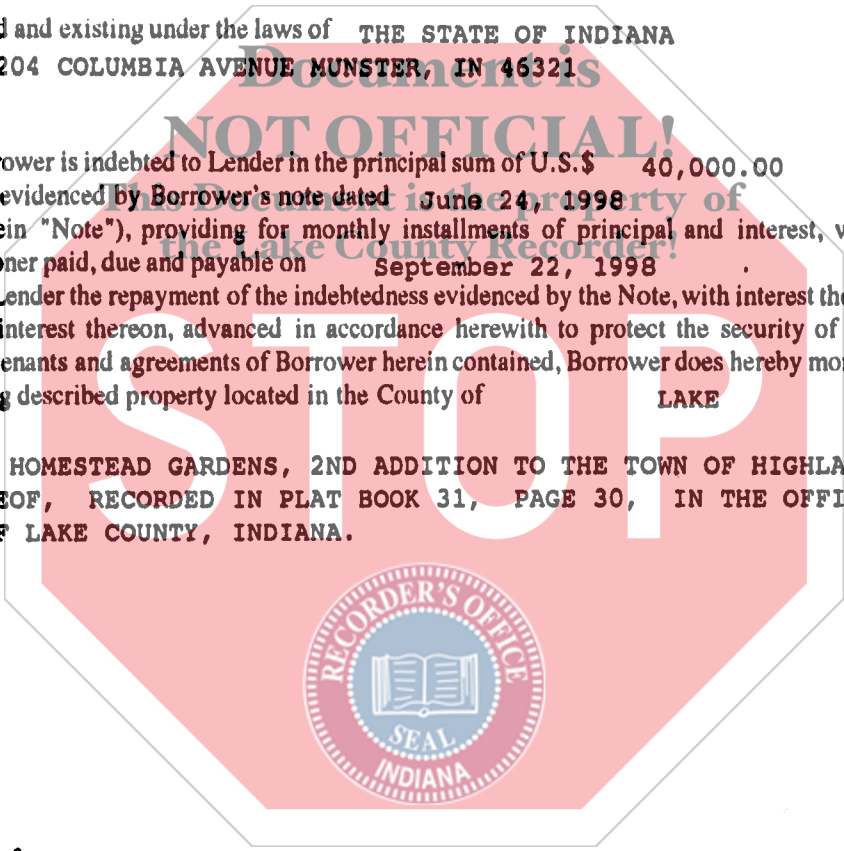 d and existing under the laws of THE STATE OF INDIANA
204 COLUMBIA AVENUE MUNSTER, IN 46321
Document is
NOT OFFICIAL!
rower is indebted to Lender in the principal sum of U.S.$ 40,000.00
evidenced by Borrower's note dated June 24, 1998
This Document is the property of
ein "Note"), providing for monthly installments of principal and interest, v
the Lake County Recorder!
oner paid, due and payable on September 22, 1998 .
Lender the repayment of the indebtedness evidenced by the Note, with interest the
interest thereon, advanced in accordance herewith to protect the security of
enants and agreements of Borrower herein contained, Borrower does hereby mor
g described property located in the County of LAKE
STOP
HOMESTEAD GARDENS, 2ND ADDITION TO THE TOWN OF HIGHLA
EOF, RECORDED IN PLAT BOOK 31, PAGE 30, IN THE OFFI
F LAKE COUNTY, INDIANA.
RECORDER'S OFFICE
SEAL
INDIANA